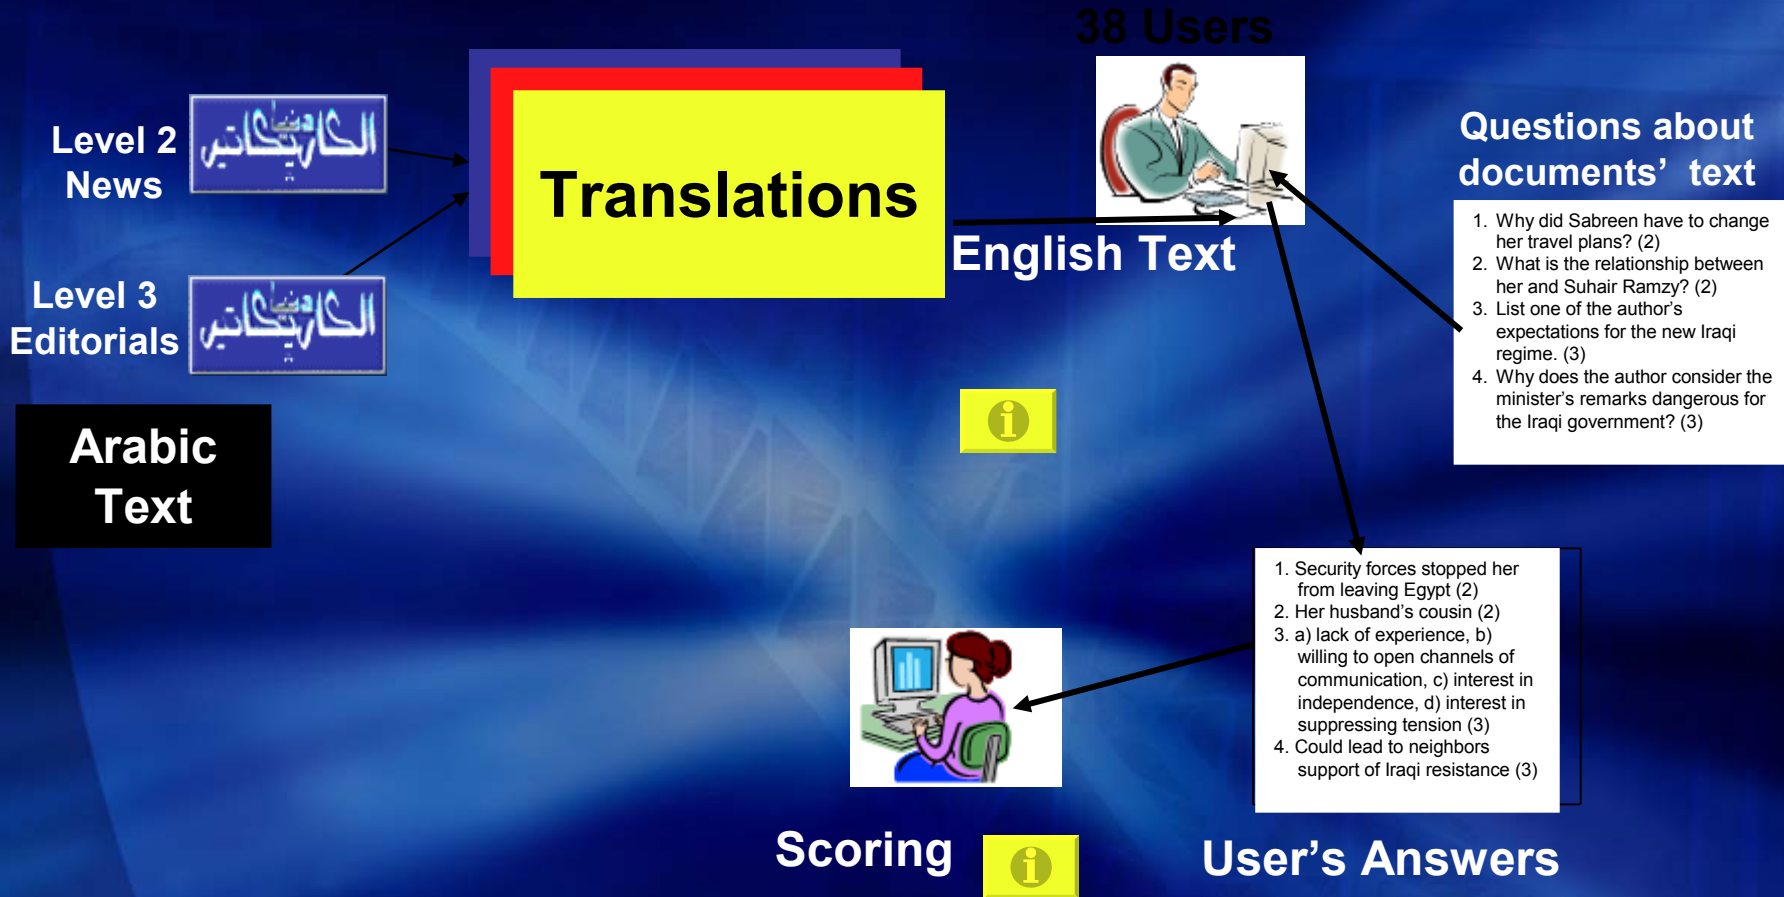 38 Users
Level 2
News
Translations
Questions about
documents’ text
English Text
1. Why did Sabreen have to change
her travel plans? (2)
2. What is the relationship between
her and Suhair Ramzy? (2)
3. List one of the author’s
expectations for the new Iraqi
regime. (3)
4. Why does the author consider the
minister’s remarks dangerous for
the Iraqi government? (3)
Level 3
Editorials
Arabic
Text
1. Security forces stopped her
from leaving Egypt (2)
2. Her husband’s cousin (2)
3. a) lack of experience, b)
willing to open channels of
communication, c) interest in
independence, d) interest in
suppressing tension (3)
4. Could lead to neighbors
support of Iraqi resistance (3)
Scoring
User’s Answers